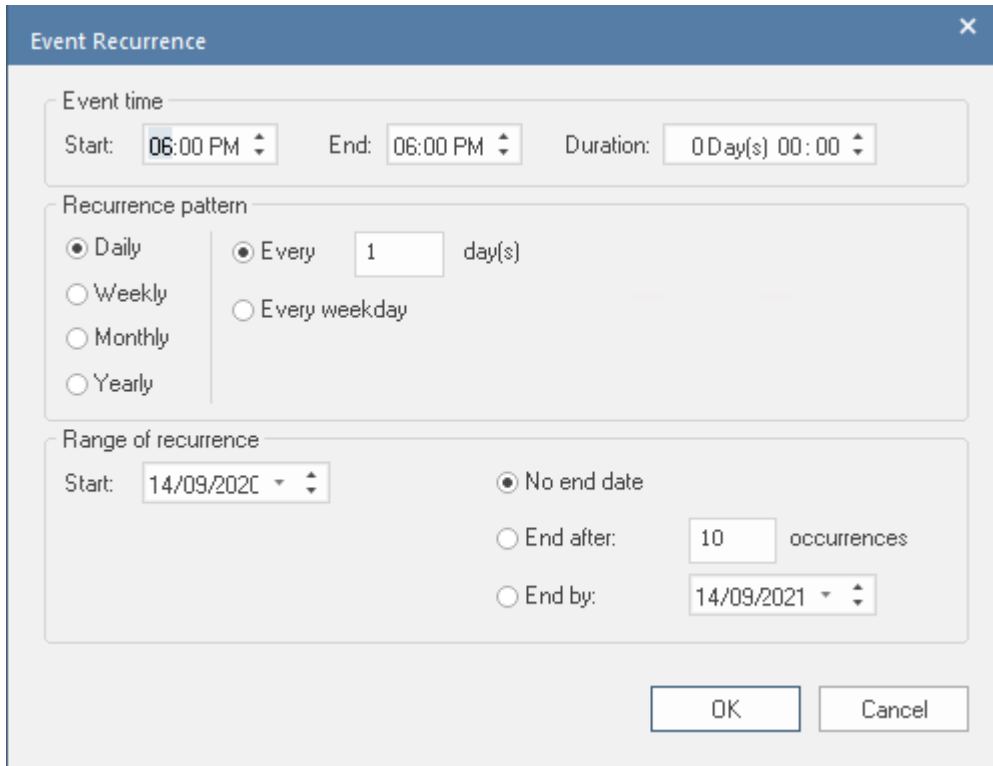 Event Recurrence
Event time
Start: 06:00 PM End: 06:00 PM Duration: 0 Day(s) 00:00
Recurrence pattern
Daily Every 1 day(s)
Weekly
Every weekday
Monthly
Yearly
Range of recurrence
Start: 14/09/2020 No end date
End after: 10 occurrences
End by: 14/09/2021
OK Cancel